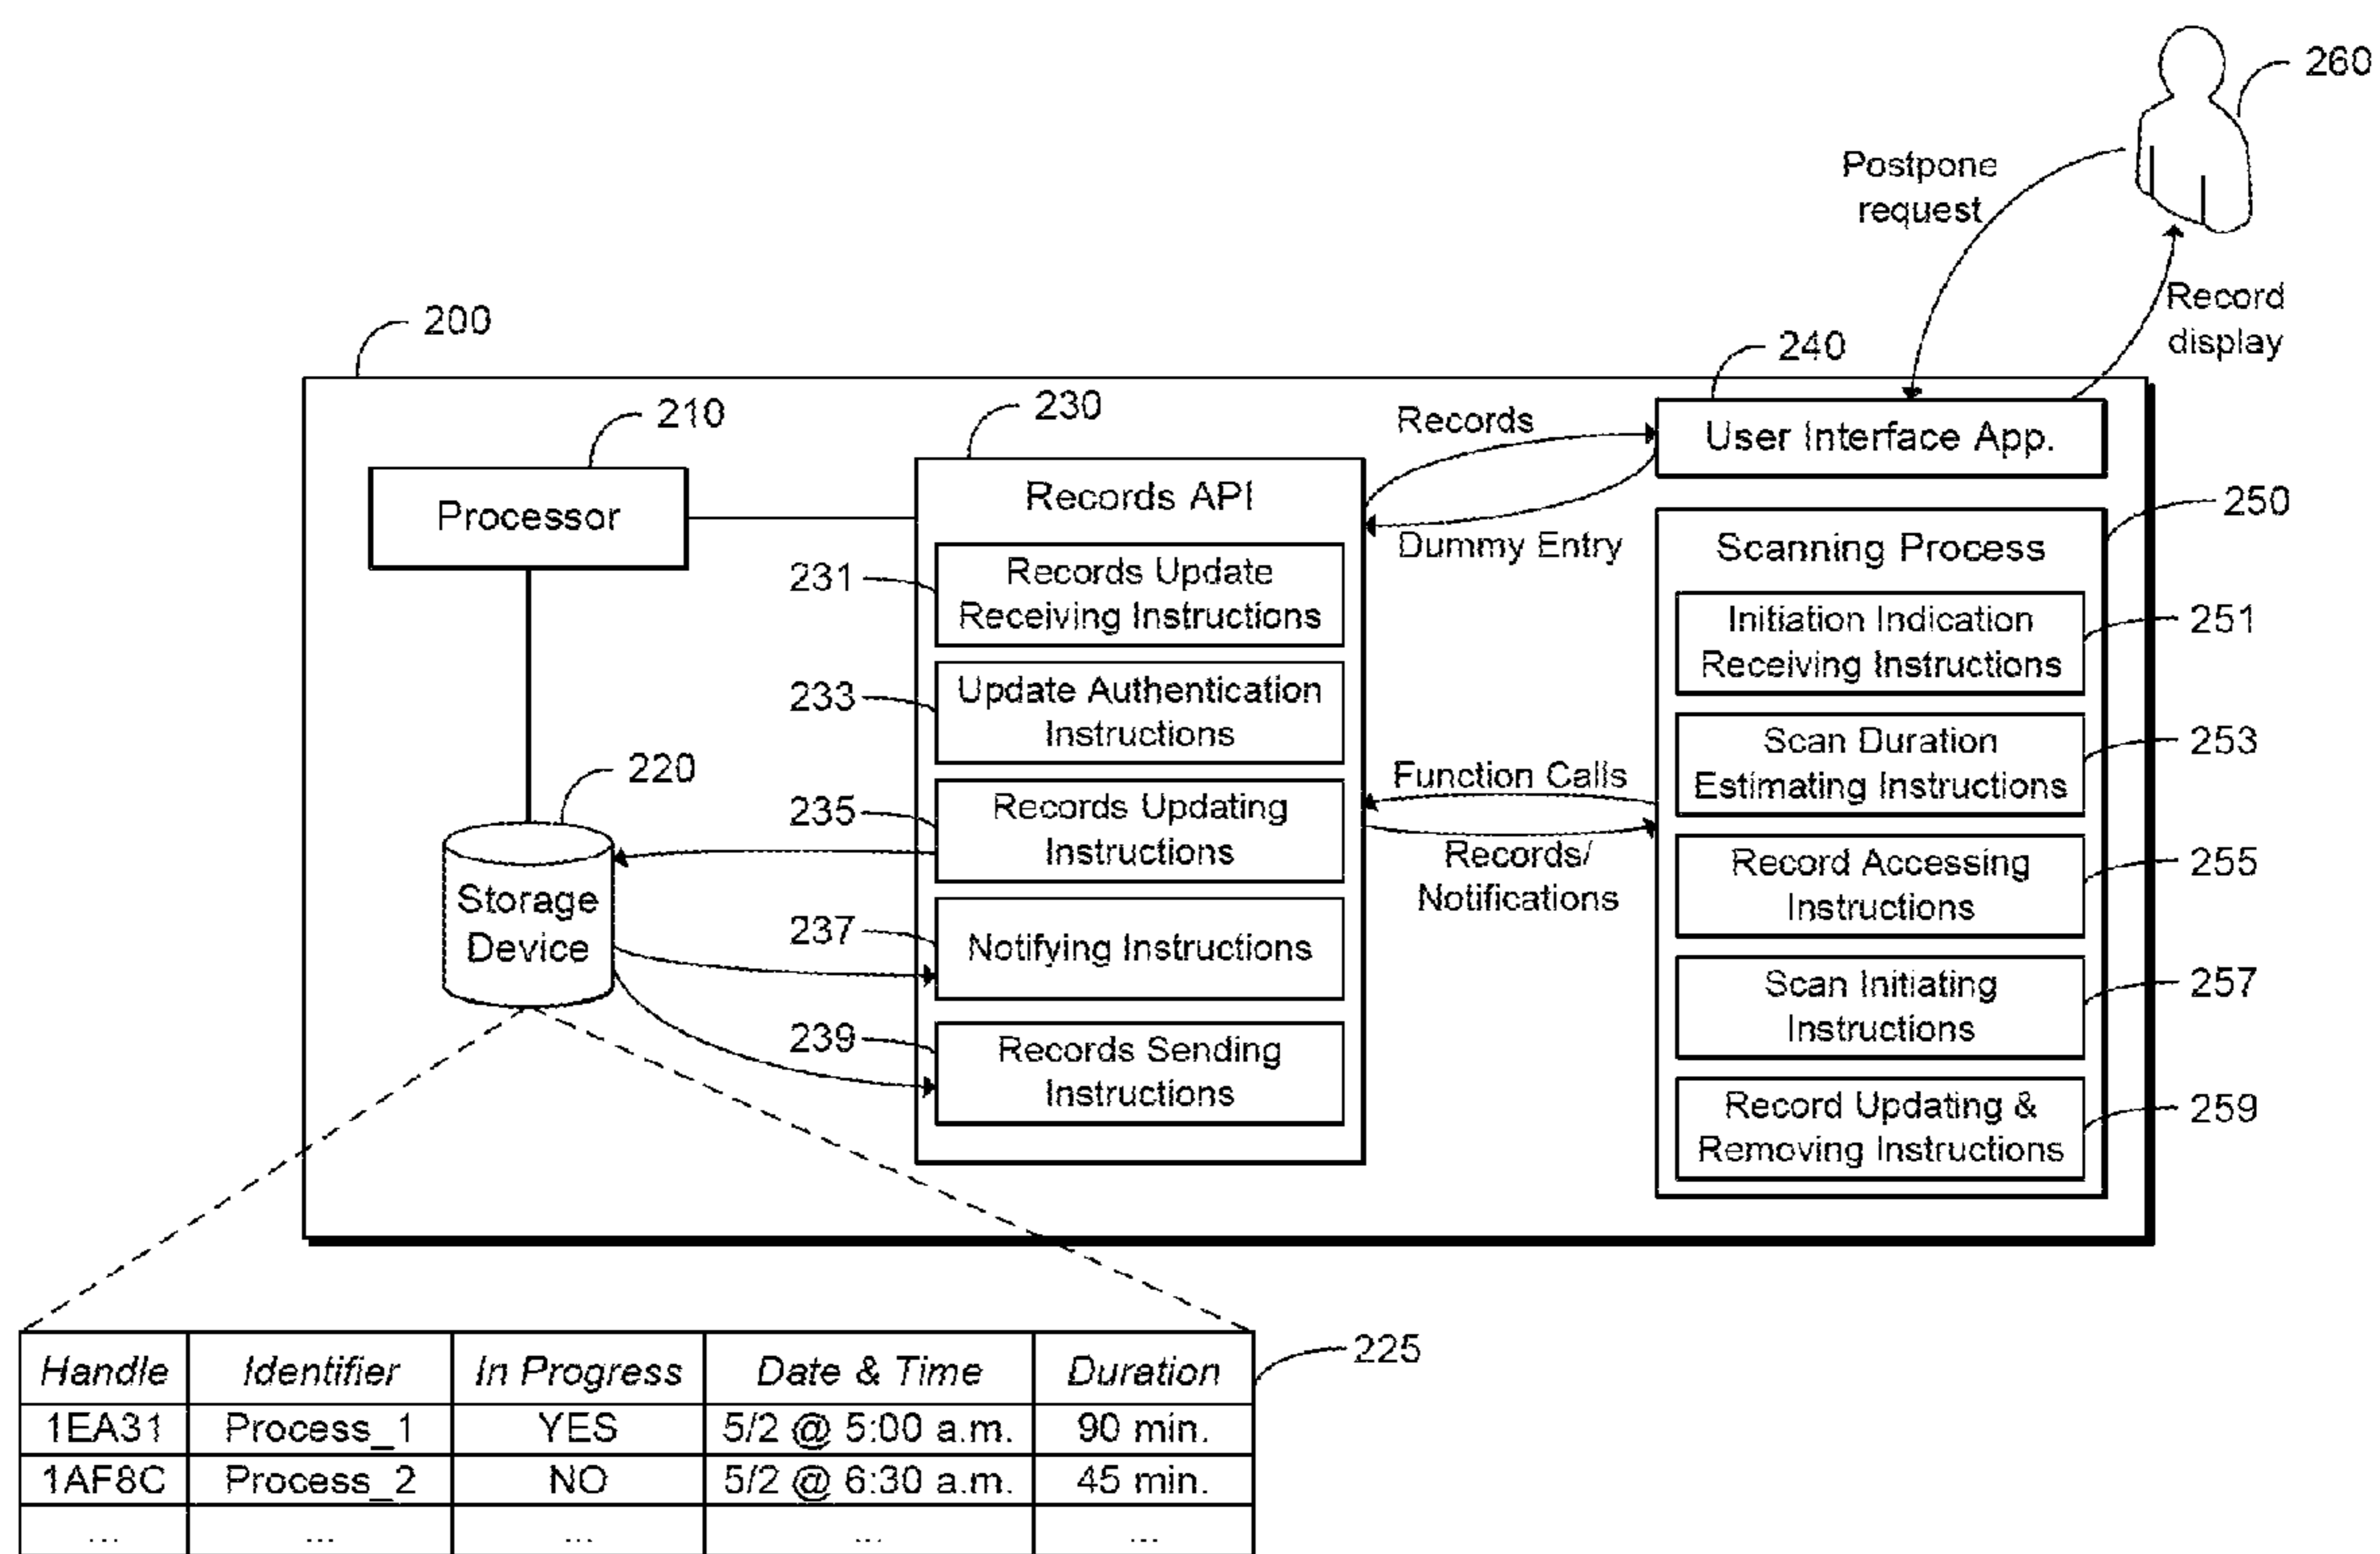 260
Postpone
request
Record
display
200
240
210
230
Records
User Interface App.
Processor
Records API
Dummy Entry
250
Scanning Process
231
Records Update
Receiving Instructions
Initiation Indication
Receiving Instructions
251
233
Update Authentication
Instructions
Scan Duration
Estimating Instructions
253
220
235
Records Updating
Instructions
Function Calls
Records/
Notifications
Record Accessing
Instructions
255
Storage
Device
237
Notifying Instructions
Scan Initiating
Instructions
257
239
Records Sending
Instructions
Record Updating &
Removing Instructions
259
225
Handle Identifier In Progress Date & Time Duration
1EA31 Process_1 YES 5/2 @ 5:00 a.m. 90 min.
1AF8C Process_2 NO 5/2 @ 6:30 a.m. 45 min.
... ... ... ... ...